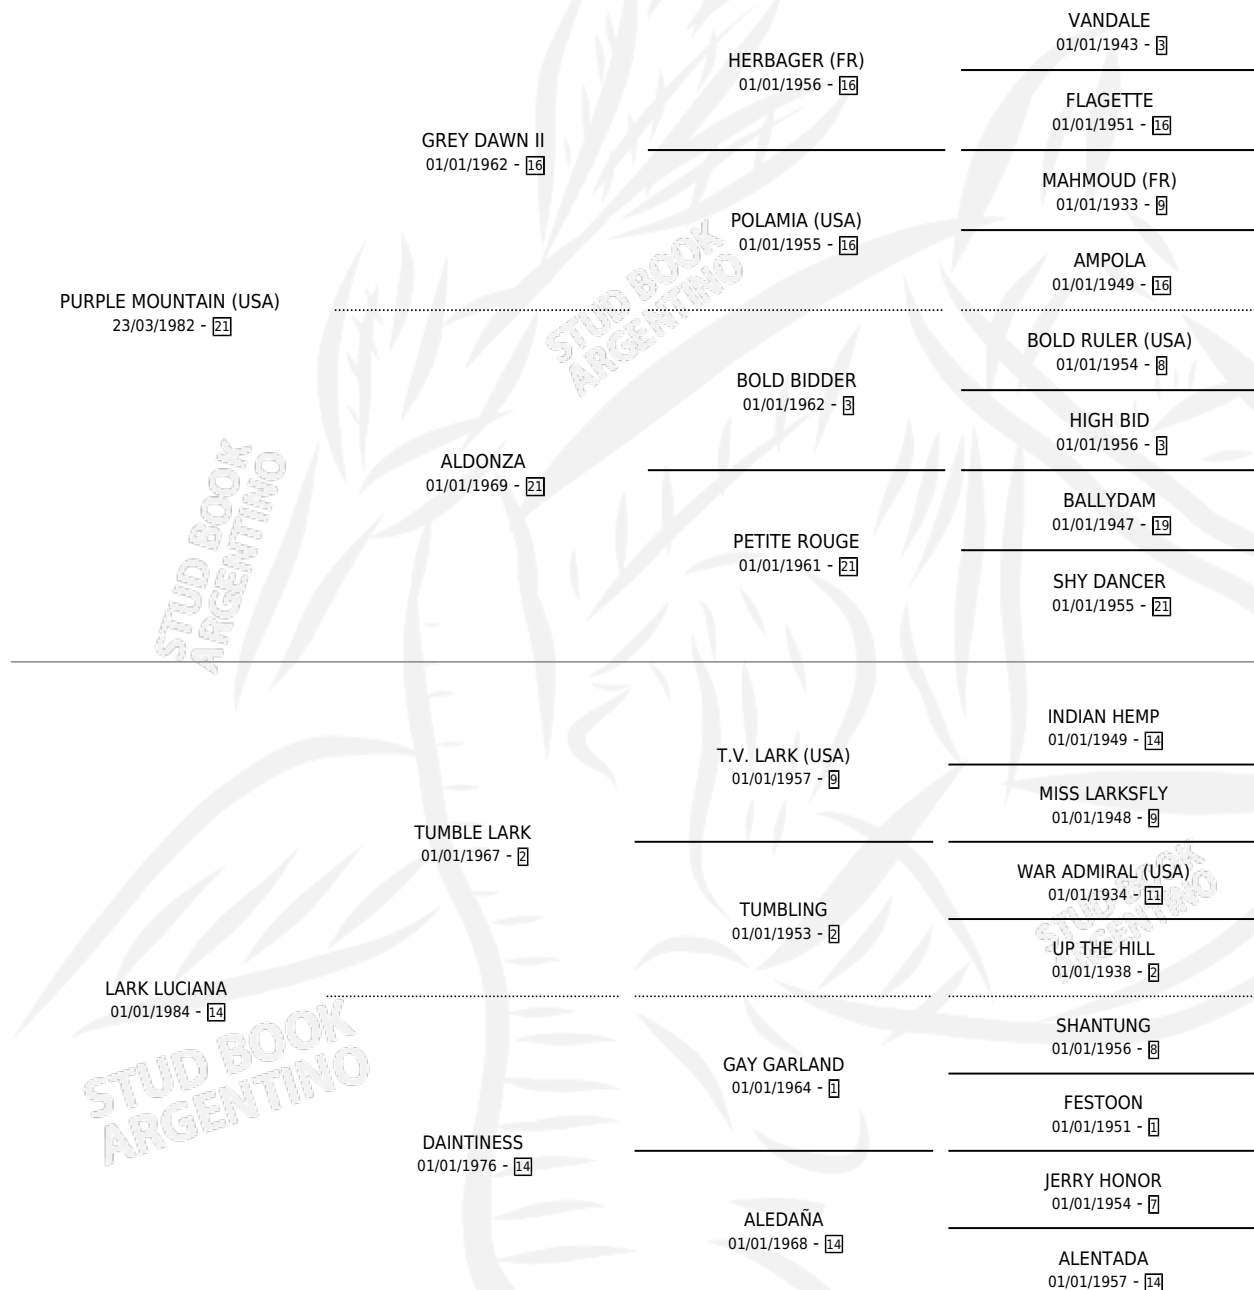 VANDALE
01/01/1943 - 3
HERBAGER (FR)
01/01/1956 - 16
FLAGETTE
01/01/1951 - 16
GREY DAWN II
01/01/1962 - 16
MAHMOUD (FR)
01/01/1933 - 9
POLAMIA (USA)
01/01/1955 - 16
AMPOLA
01/01/1949 - 16
PURPLE MOUNTAIN (USA)
23/03/1982 - 21
STUD BOOK
ARGENTINO
BOLD RULER (USA)
01/01/1954 - 8
BOLD BIDDER
01/01/1962 - 3
HIGH BID
01/01/1956 - 3
ALDONZA
01/01/1969 - 21
BALLYDAM
01/01/1947 - 19
PETITE ROUGE
01/01/1961 - 21
SHY DANCER
01/01/1955 - 21
STUD BOOK
ARGENTINO
INDIAN HEMP
01/01/1949 - 14
T.V. LARK (USA)
01/01/1957 - 9
MISS LARKSFLY
01/01/1948 - 9
TUMBLE LARK
01/01/1967 - 2
WAR ADMIRAL (USA)
01/01/1934 - 11
TUMBLING
01/01/1953 - 2
STUD BOOK
ARGENTINO
UP THE HILL
01/01/1938 - 2
LARK LUCIANA
01/01/1984 - 14
SHANTUNG
01/01/1956 - 8
STUD BOOK
ARGENTINO
GAY GARLAND
01/01/1964 - 1
FESTOON
01/01/1951 - 1
DAINTINESS
01/01/1976 - 14
JERRY HONOR
01/01/1954 - 7
ALEDAÑA
01/01/1968 - 14
ALENTADA
01/01/1957 - 14